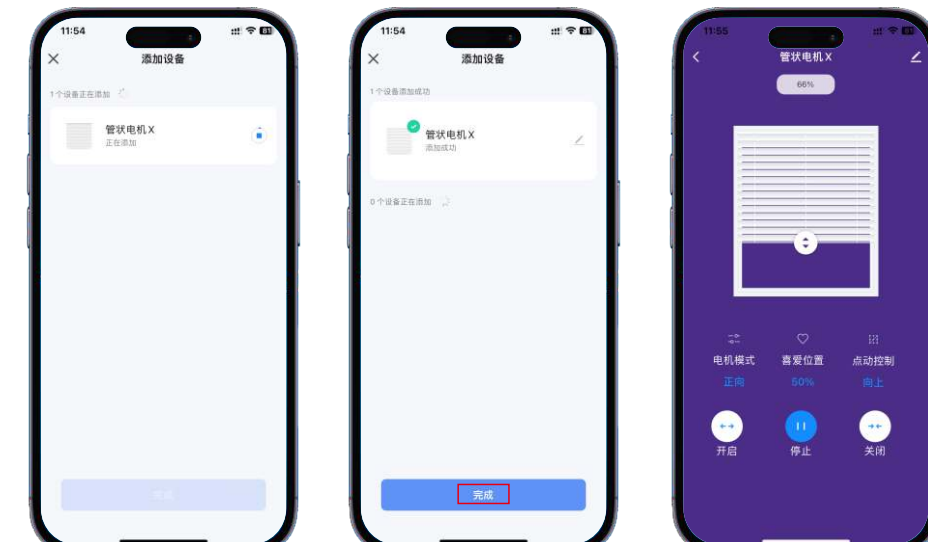 11:54
添加设备
1 个设备正在添加
管状电机 X
正在添加
完成
11:54
添加设备
1 个设备添加成功
管状电机 X
添加成功
0 个设备正在添加
完成
11:55
管状电机 X
66%
电机模式 喜爱位置 点动控制
正向 50% 向上
开启 停止 关闭